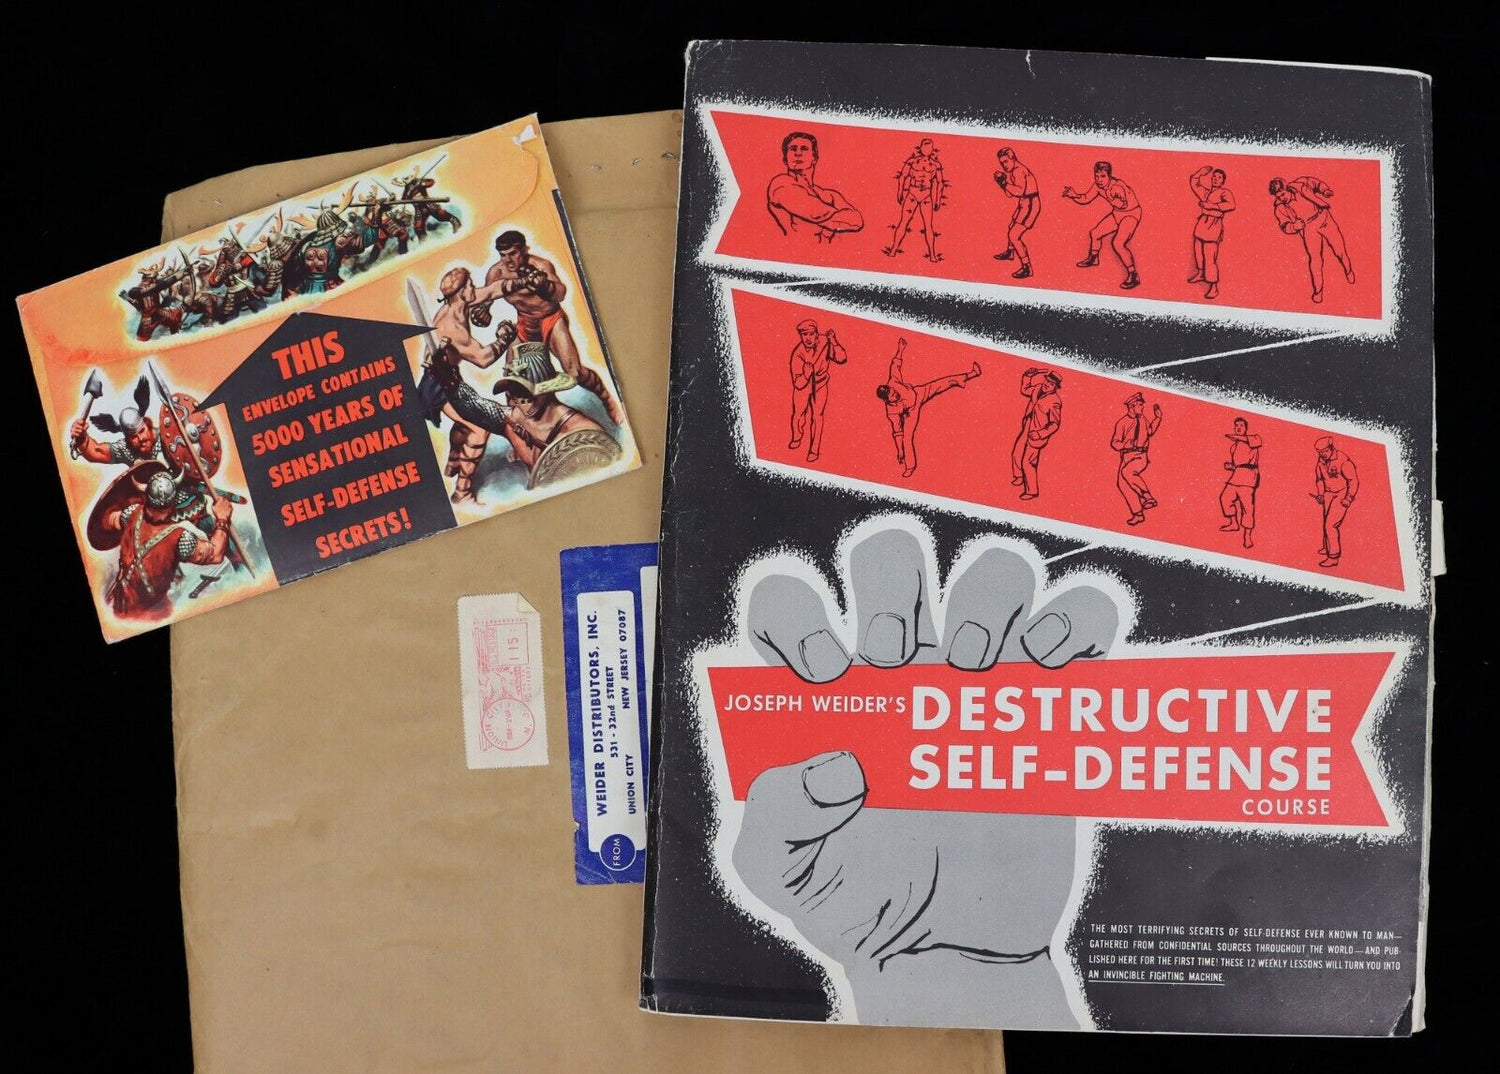 THIS
ENVELOPE CONTAINS
5000 YEARS OF
SENSATIONAL
SELF-DEFENSE
SECRETS!
UNION CITY
N.J.
FROM
WEIDER DISTRIBUTORS, INC.
531 - 32nd STREET
UNION CITY NEW JERSEY 07087
JOSEPH WEIDER'S DESTRUCTIVE
SELF-DEFENSE
COURSE
THE MOST TERRIFYING SECRETS OF SELF-DEFENSE EVER KNOWN TO MAN—
GATHERED FROM CONFIDENTIAL SOURCES THROUGHOUT THE WORLD—AND PUB-
LISHED HERE FOR THE FIRST TIME! THESE 12 WEEKLY LESSONS WILL TURN YOU INTO
AN INVINCIBLE FIGHTING MACHINE.